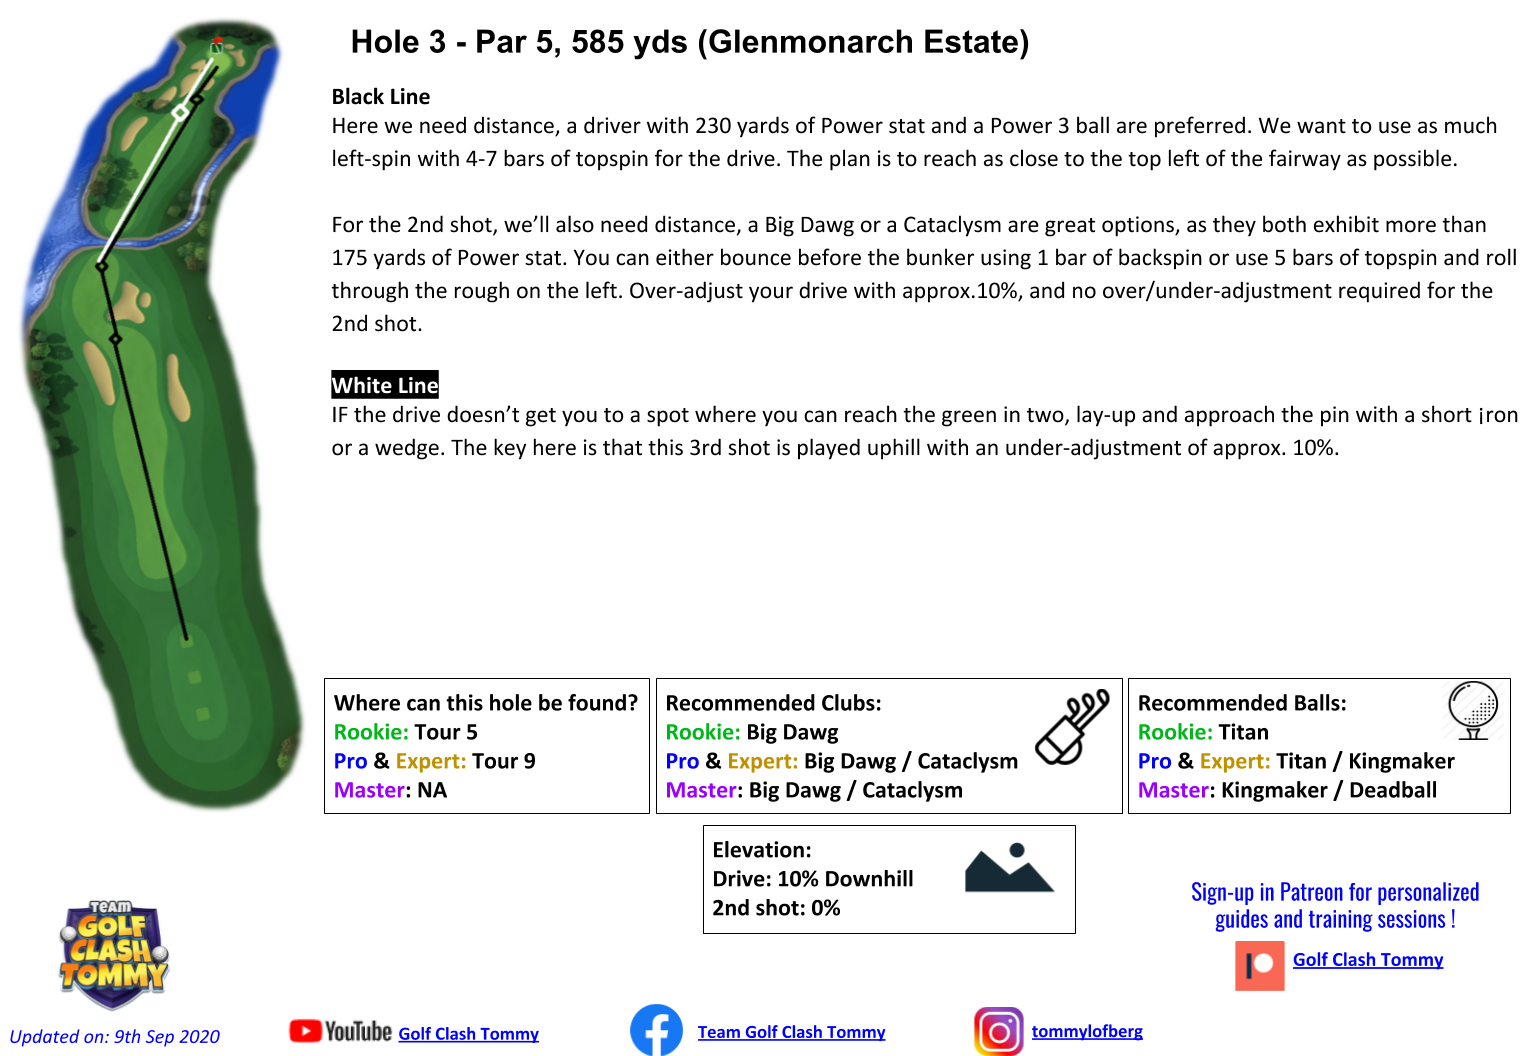 Hole 3 - Par 5, 585 yds (Glenmonarch Estate)
Black Line
Here we need distance, a driver with 230 yards of Power stat and a Power 3 ball are preferred. We want to use as much
left-spin with 4-7 bars of topspin for the drive. The plan is to reach as close to the top left of the fairway as possible.
For the 2nd shot, we’ll also need distance, a Big Dawg or a Cataclysm are great options, as they both exhibit more than
175 yards of Power stat. You can either bounce before the bunker using 1 bar of backspin or use 5 bars of topspin and roll
through the rough on the left. Over-adjust your drive with approx.10%, and no over/under-adjustment required for the
2nd shot.
White Line
IF the drive doesn’t get you to a spot where you can reach the green in two, lay-up and approach the pin with a short ¡ron
or a wedge. The key here is that this 3rd shot is played uphill with an under-adjustment of approx. 10%.
Where can this hole be found?
Rookie: Tour 5
Pro & Expert: Tour 9
Master: NA
Recommended Clubs:
Rookie: Big Dawg
Pro & Expert: Big Dawg / Cataclysm
Master: Big Dawg / Cataclysm
Recommended Balls:
Rookie: Titan
Pro & Expert: Titan / Kingmaker
Master: Kingmaker / Deadball
Elevation:
Drive: 10% Downhill
2nd shot: 0%
Sign-up in Patreon for personalized
guides and training sessions !
Golf Clash Tommy
TEAM
GOLF
CLASH
TOMMY
Updated on: 9th Sep 2020
YouTube Golf Clash Tommy
Team Golf Clash Tommy
tommylofberg